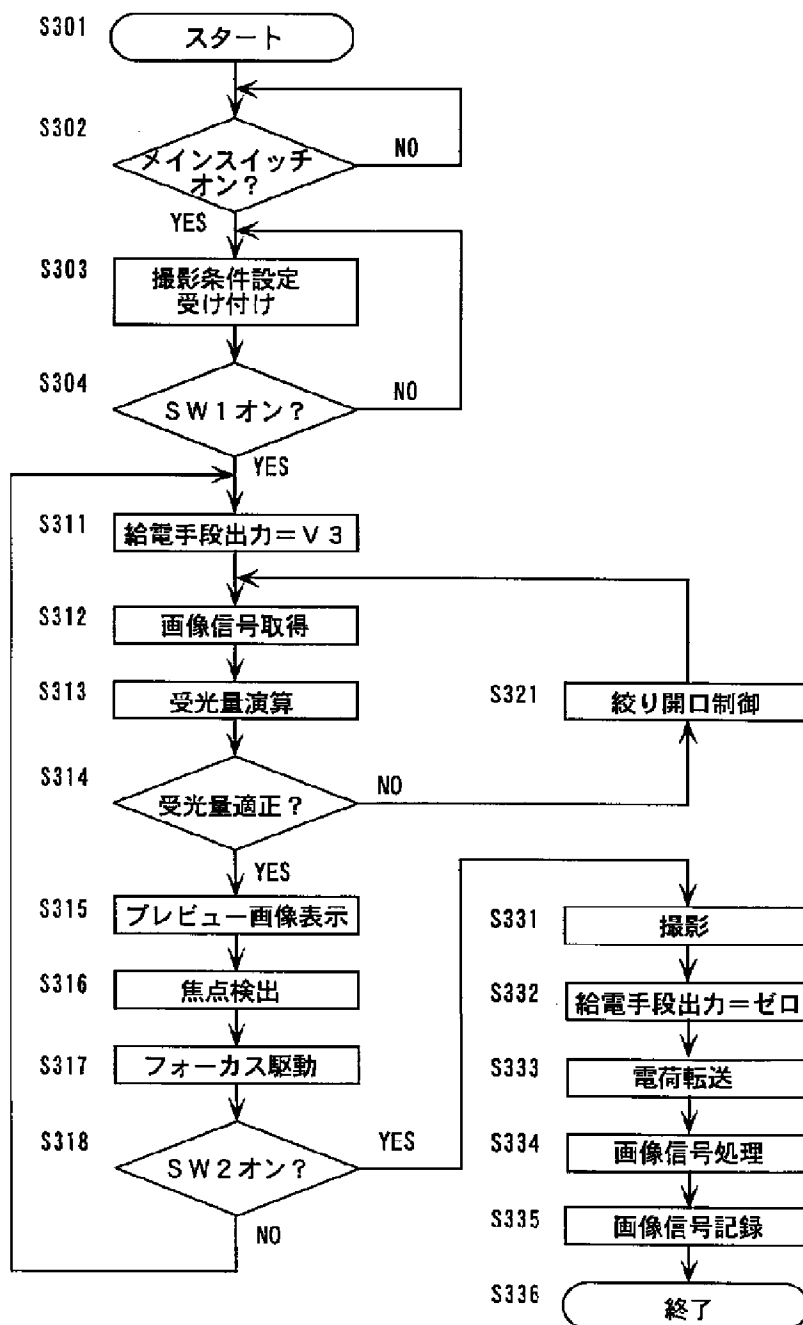 S301
スタート
S302
メインスイッチ
オン？
NO
YES
S303
撮影条件設定
受け付け
S304
ＳＷ１オン？
NO
YES
S311
給電手段出力＝Ｖ３
S312
画像信号取得
S313
受光量演算
S321
絞り開口制御
S314
受光量適正？
NO
YES
S315
プレビュー画像表示
S316
焦点検出
S317
フォーカス駆動
S318
ＳＷ２オン？
YES
NO
S331
撮影
S332
給電手段出力＝ゼロ
S333
電荷転送
S334
画像信号処理
S335
画像信号記録
S336
終了